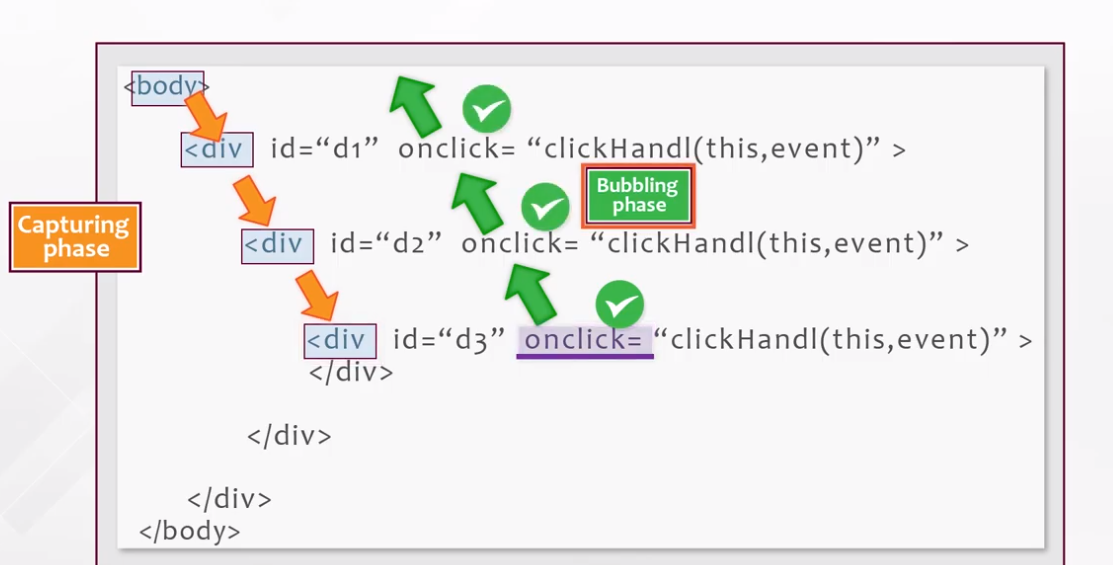 <body>
<div id=“d1” onclick= “clickHandl(this,event)” >
Bubbling
phase
Capturing
phase
<div id=“d2” onclick= “clickHandl(this,event)” >
<div id=“d3” onclick= “clickHandl(this,event)” >
</div>
</div>
</div>
</body>